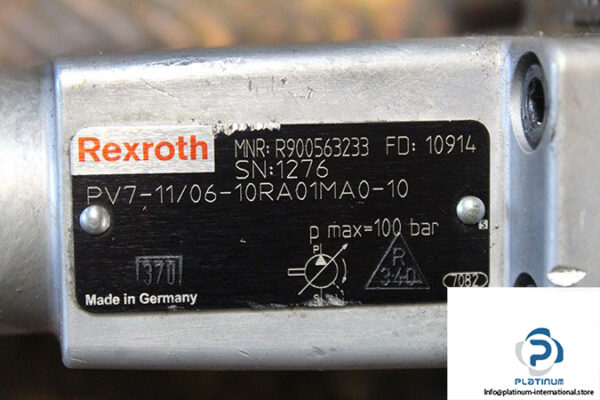 Rexroth
MNR: R900563233 FD: 10914
SN:1276
PV7-11/06-10RA01MA0-10
p max=100 bar
P
370
R
340
S
S
7082
Made in Germany
PLATINUM
Info@platinum-international.store